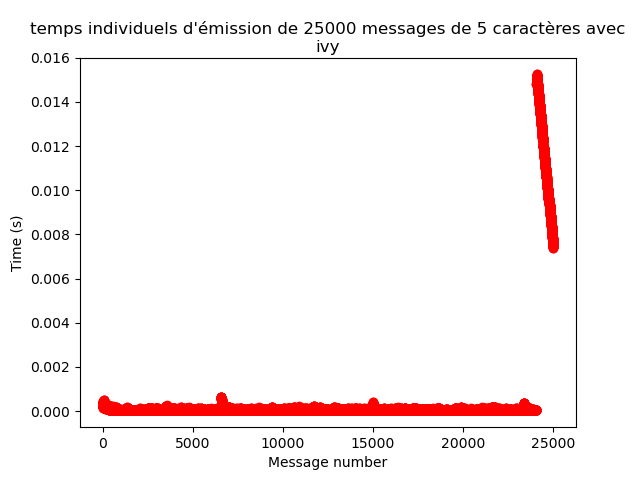 temps individuels d'émission de 25000 messages de 5 caractères avec
ivy
0.016
0.014
0.012
0.010
0.008
0.006
0.004
0.002
0.000
Time (s)
0 5000 10000 15000 20000 25000
Message number